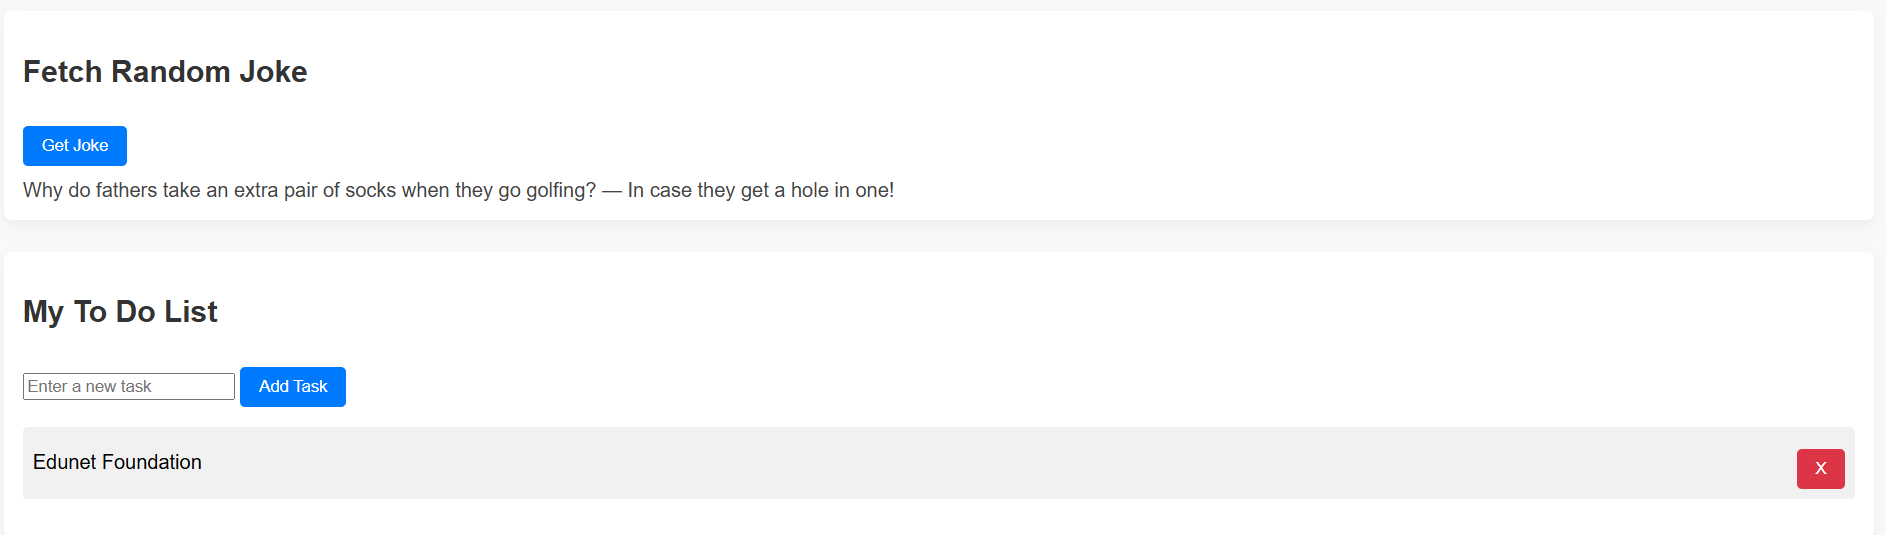 Fetch Random Joke
Get Joke
Why do fathers take an extra pair of socks when they go golfing? — In case they get a hole in one!
My To Do List
Enter a new task
Add Task
Edunet Foundation
X